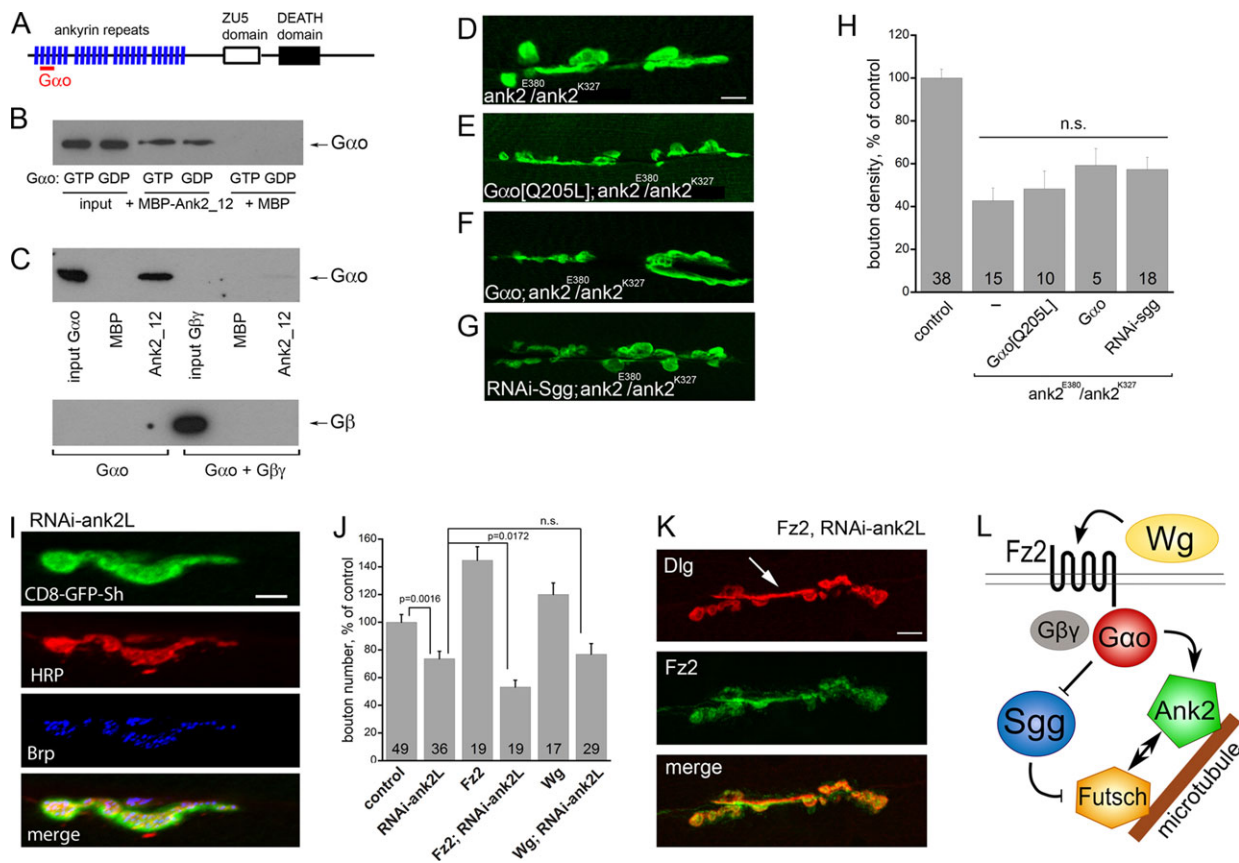 A
ankyrin repeats
ZU5
domain
DEATH
domain
Gαo
B
Gαo
Gαo: GTP GDP GTP GDP GTP GDP
input + MBP-Ank2_12 + MBP
C
Gαo
input Gαo
MBP
Ank2_12
input Gβγ
MBP
Ank2_12
Gβ
Gαo
Gαo + Gβγ
D
ank2E380/ank2K327
E
Gαo[Q205L]; ank2E380/ank2K327
F
Gαo; ank2E380/ank2K327
G
RNAi-Sgg; ank2E380/ank2K327
H
bouton density, % of control
120
100
80
60
40
20
0
n.s.
38
15
10
5
18
control
–
Gαo[Q205L]
Gαo
RNAi-sgg
ank2E380/ank2K327
I
RNAi-ank2L
CD8-GFP-Sh
HRP
Brp
merge
J
bouton number, % of control
160
140
120
100
80
60
40
20
0
n.s.
p=0.0172
p=0.0016
49
36
19
19
17
29
control
RNAi-ank2L
Fz2
Fz2; RNAi-ank2L
Wg
Wg; RNAi-ank2L
K
Fz2, RNAi-ank2L
Dlg
Fz2
merge
L
Fz2
Wg
Gβγ
Gαo
Sgg
Ank2
Futsch
microtubule